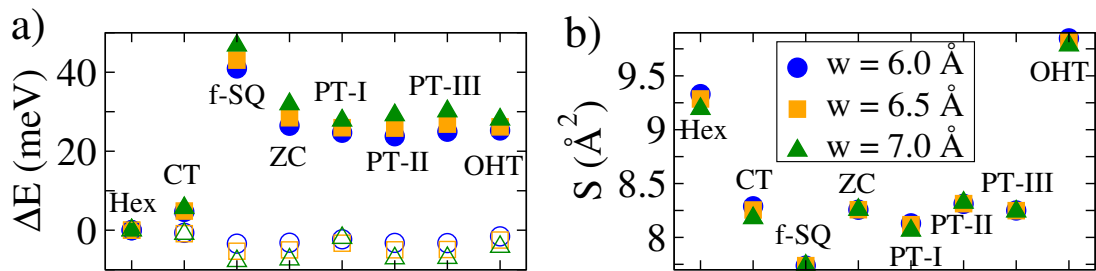 a)
ΔE (meV)
40
20
0
Hex
CT
f-SQ
ZC
PT-I
PT-II
PT-III
OHT
b)
S (Å²)
9.5
9
8.5
8
w = 6.0 Å
w = 6.5 Å
w = 7.0 Å
Hex
CT
f-SQ
ZC
PT-I
PT-II
PT-III
OHT